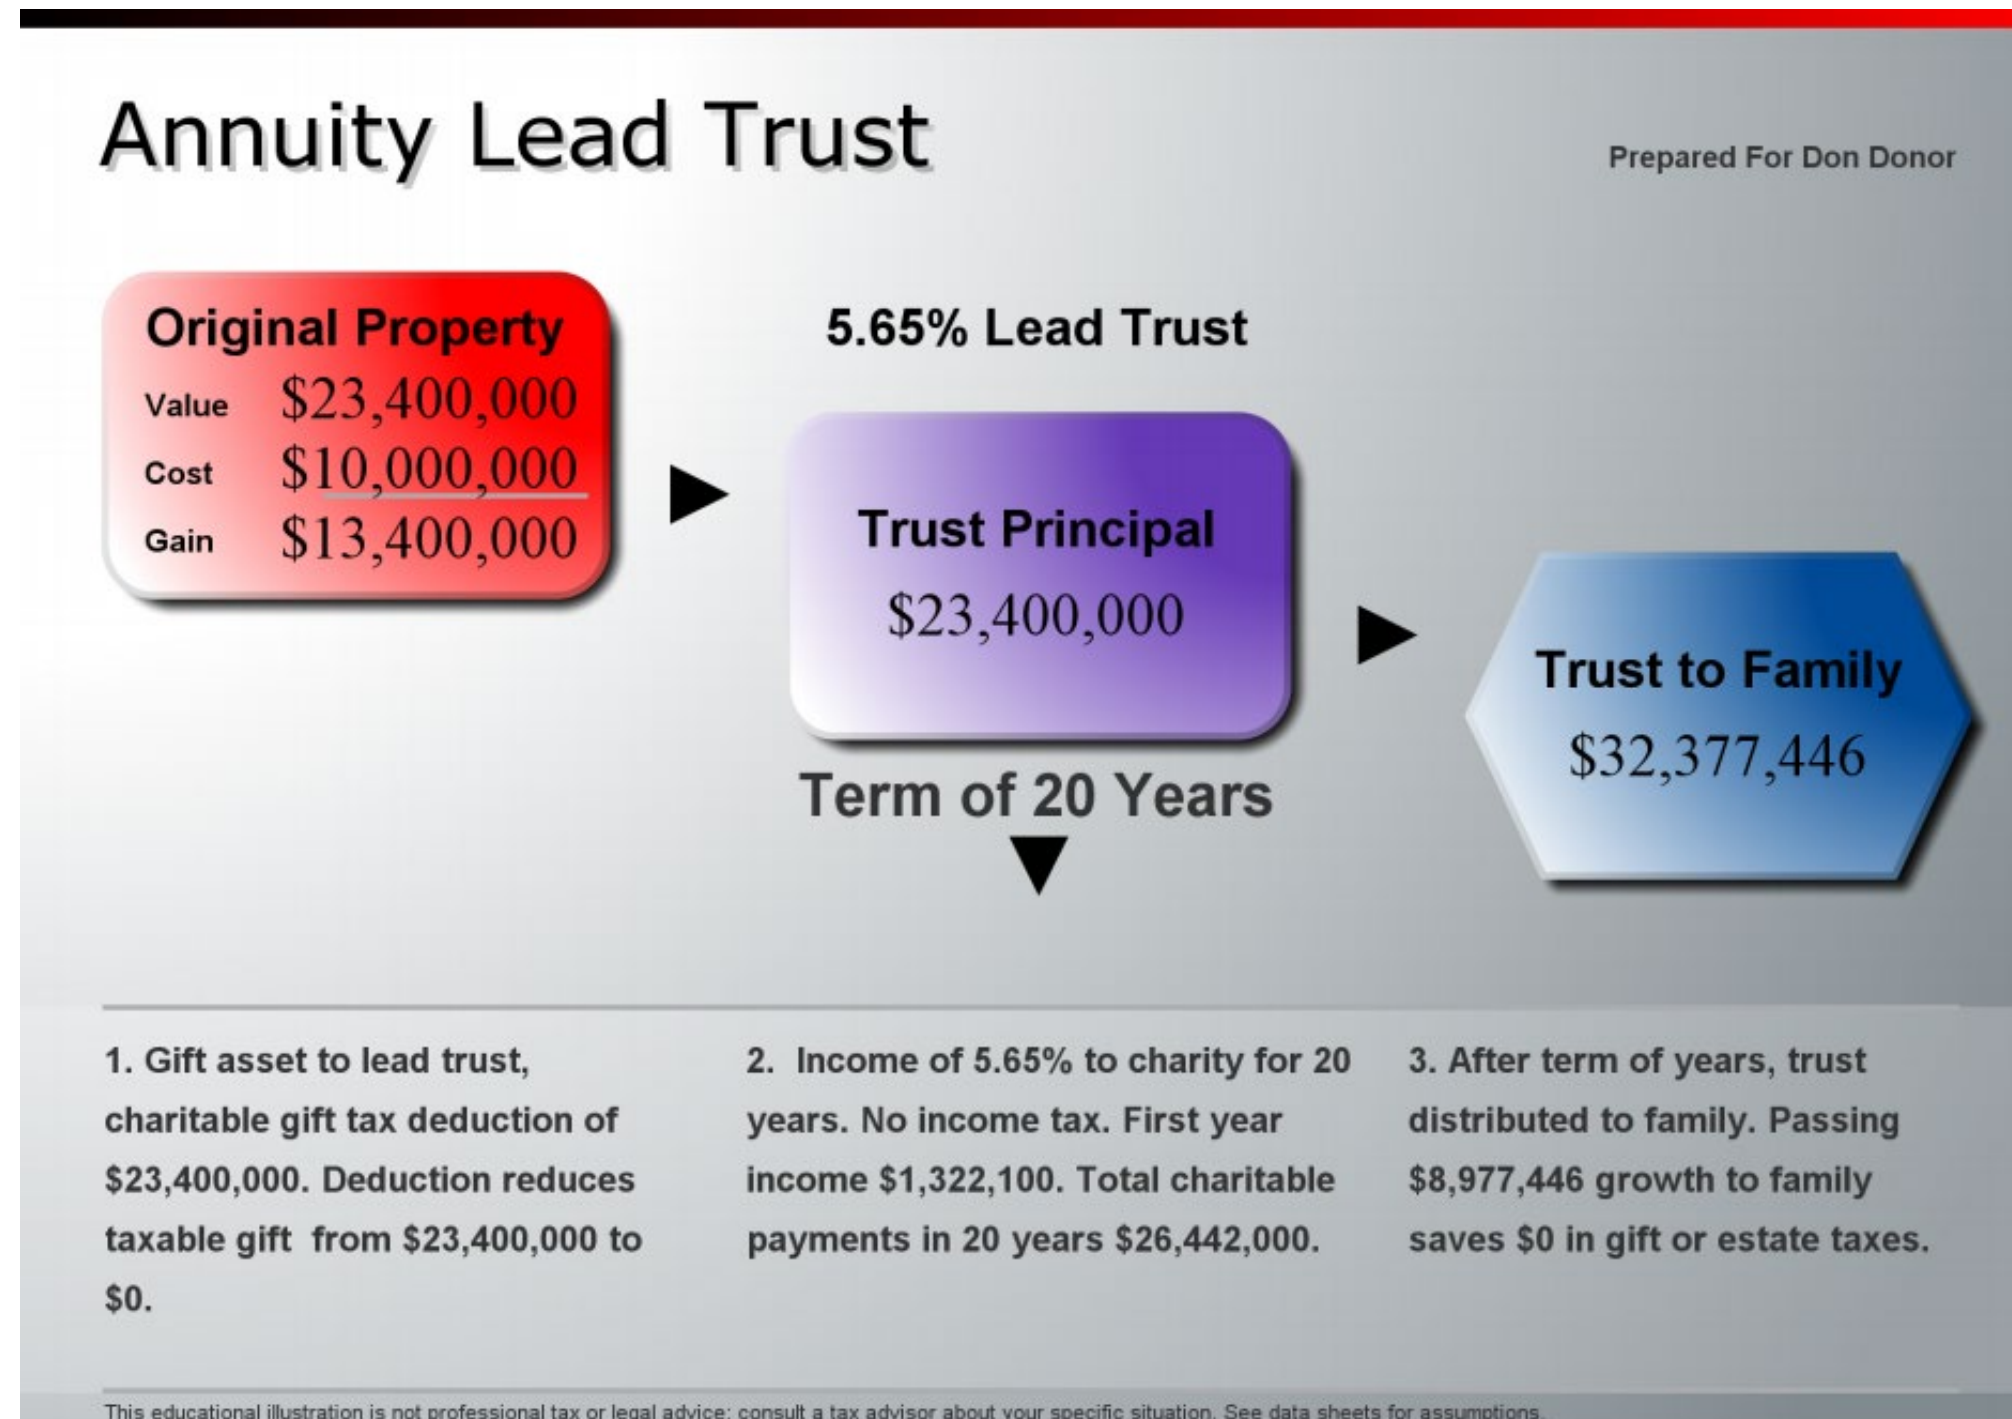 Annuity Lead Trust
Prepared For Don Donor
Original Property
Value $23,400,000
Cost $10,000,000
Gain $13,400,000
5.65% Lead Trust
Trust Principal
$23,400,000
Term of 20 Years
Trust to Family
$32,377,446
1. Gift asset to lead trust,
charitable gift tax deduction of
$23,400,000. Deduction reduces
taxable gift from $23,400,000 to
$0.
2. Income of 5.65% to charity for 20
years. No income tax. First year
income $1,322,100. Total charitable
payments in 20 years $26,442,000.
3. After term of years, trust
distributed to family. Passing
$8,977,446 growth to family
saves $0 in gift or estate taxes.
This educational illustration is not professional tax or legal advice; consult a tax advisor about your specific situation. See data sheets for assumptions.